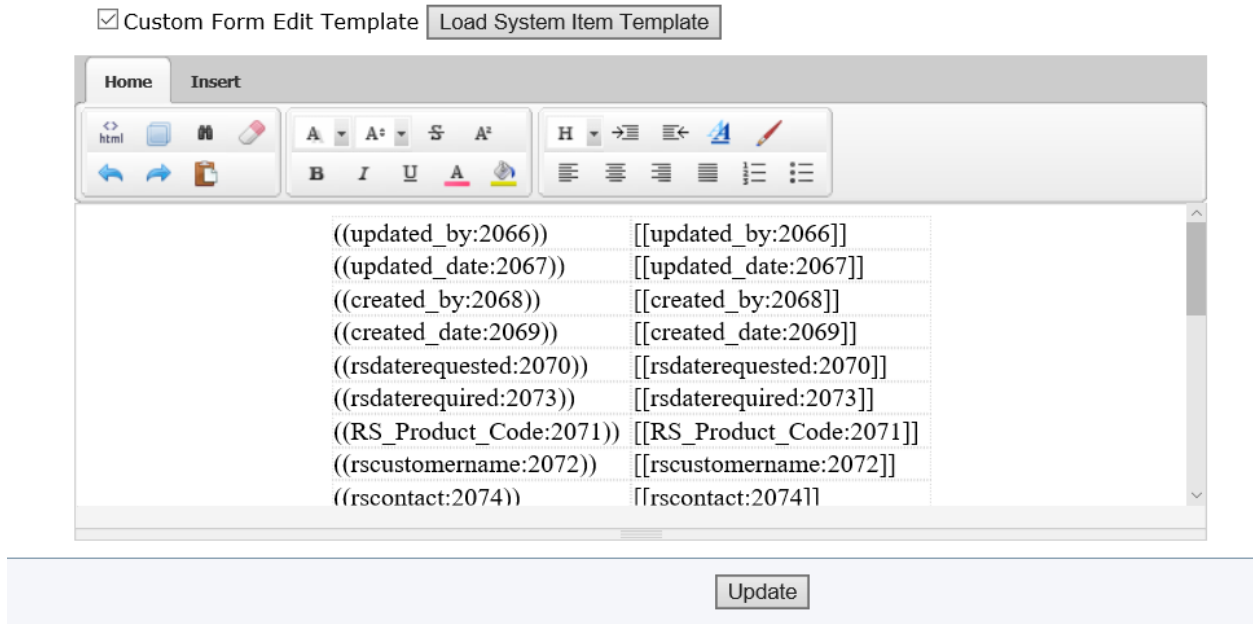 Custom Form Edit Template Load System Item Template
Home Insert
html A A S A² H A
B I U A
((updated_by:2066)) [[updated_by:2066]]
((updated_date:2067)) [[updated_date:2067]]
((created_by:2068)) [[created_by:2068]]
((created_date:2069)) [[created_date:2069]]
((rsdaterequested:2070)) [[rsdaterequested:2070]]
((rsdaterequired:2073)) [[rsdaterequired:2073]]
((RS_Product_Code:2071)) [[RS_Product_Code:2071]]
((rscustomername:2072)) [[rscustomername:2072]]
((rscontact:2074)) [[rscontact:2074]]
Update